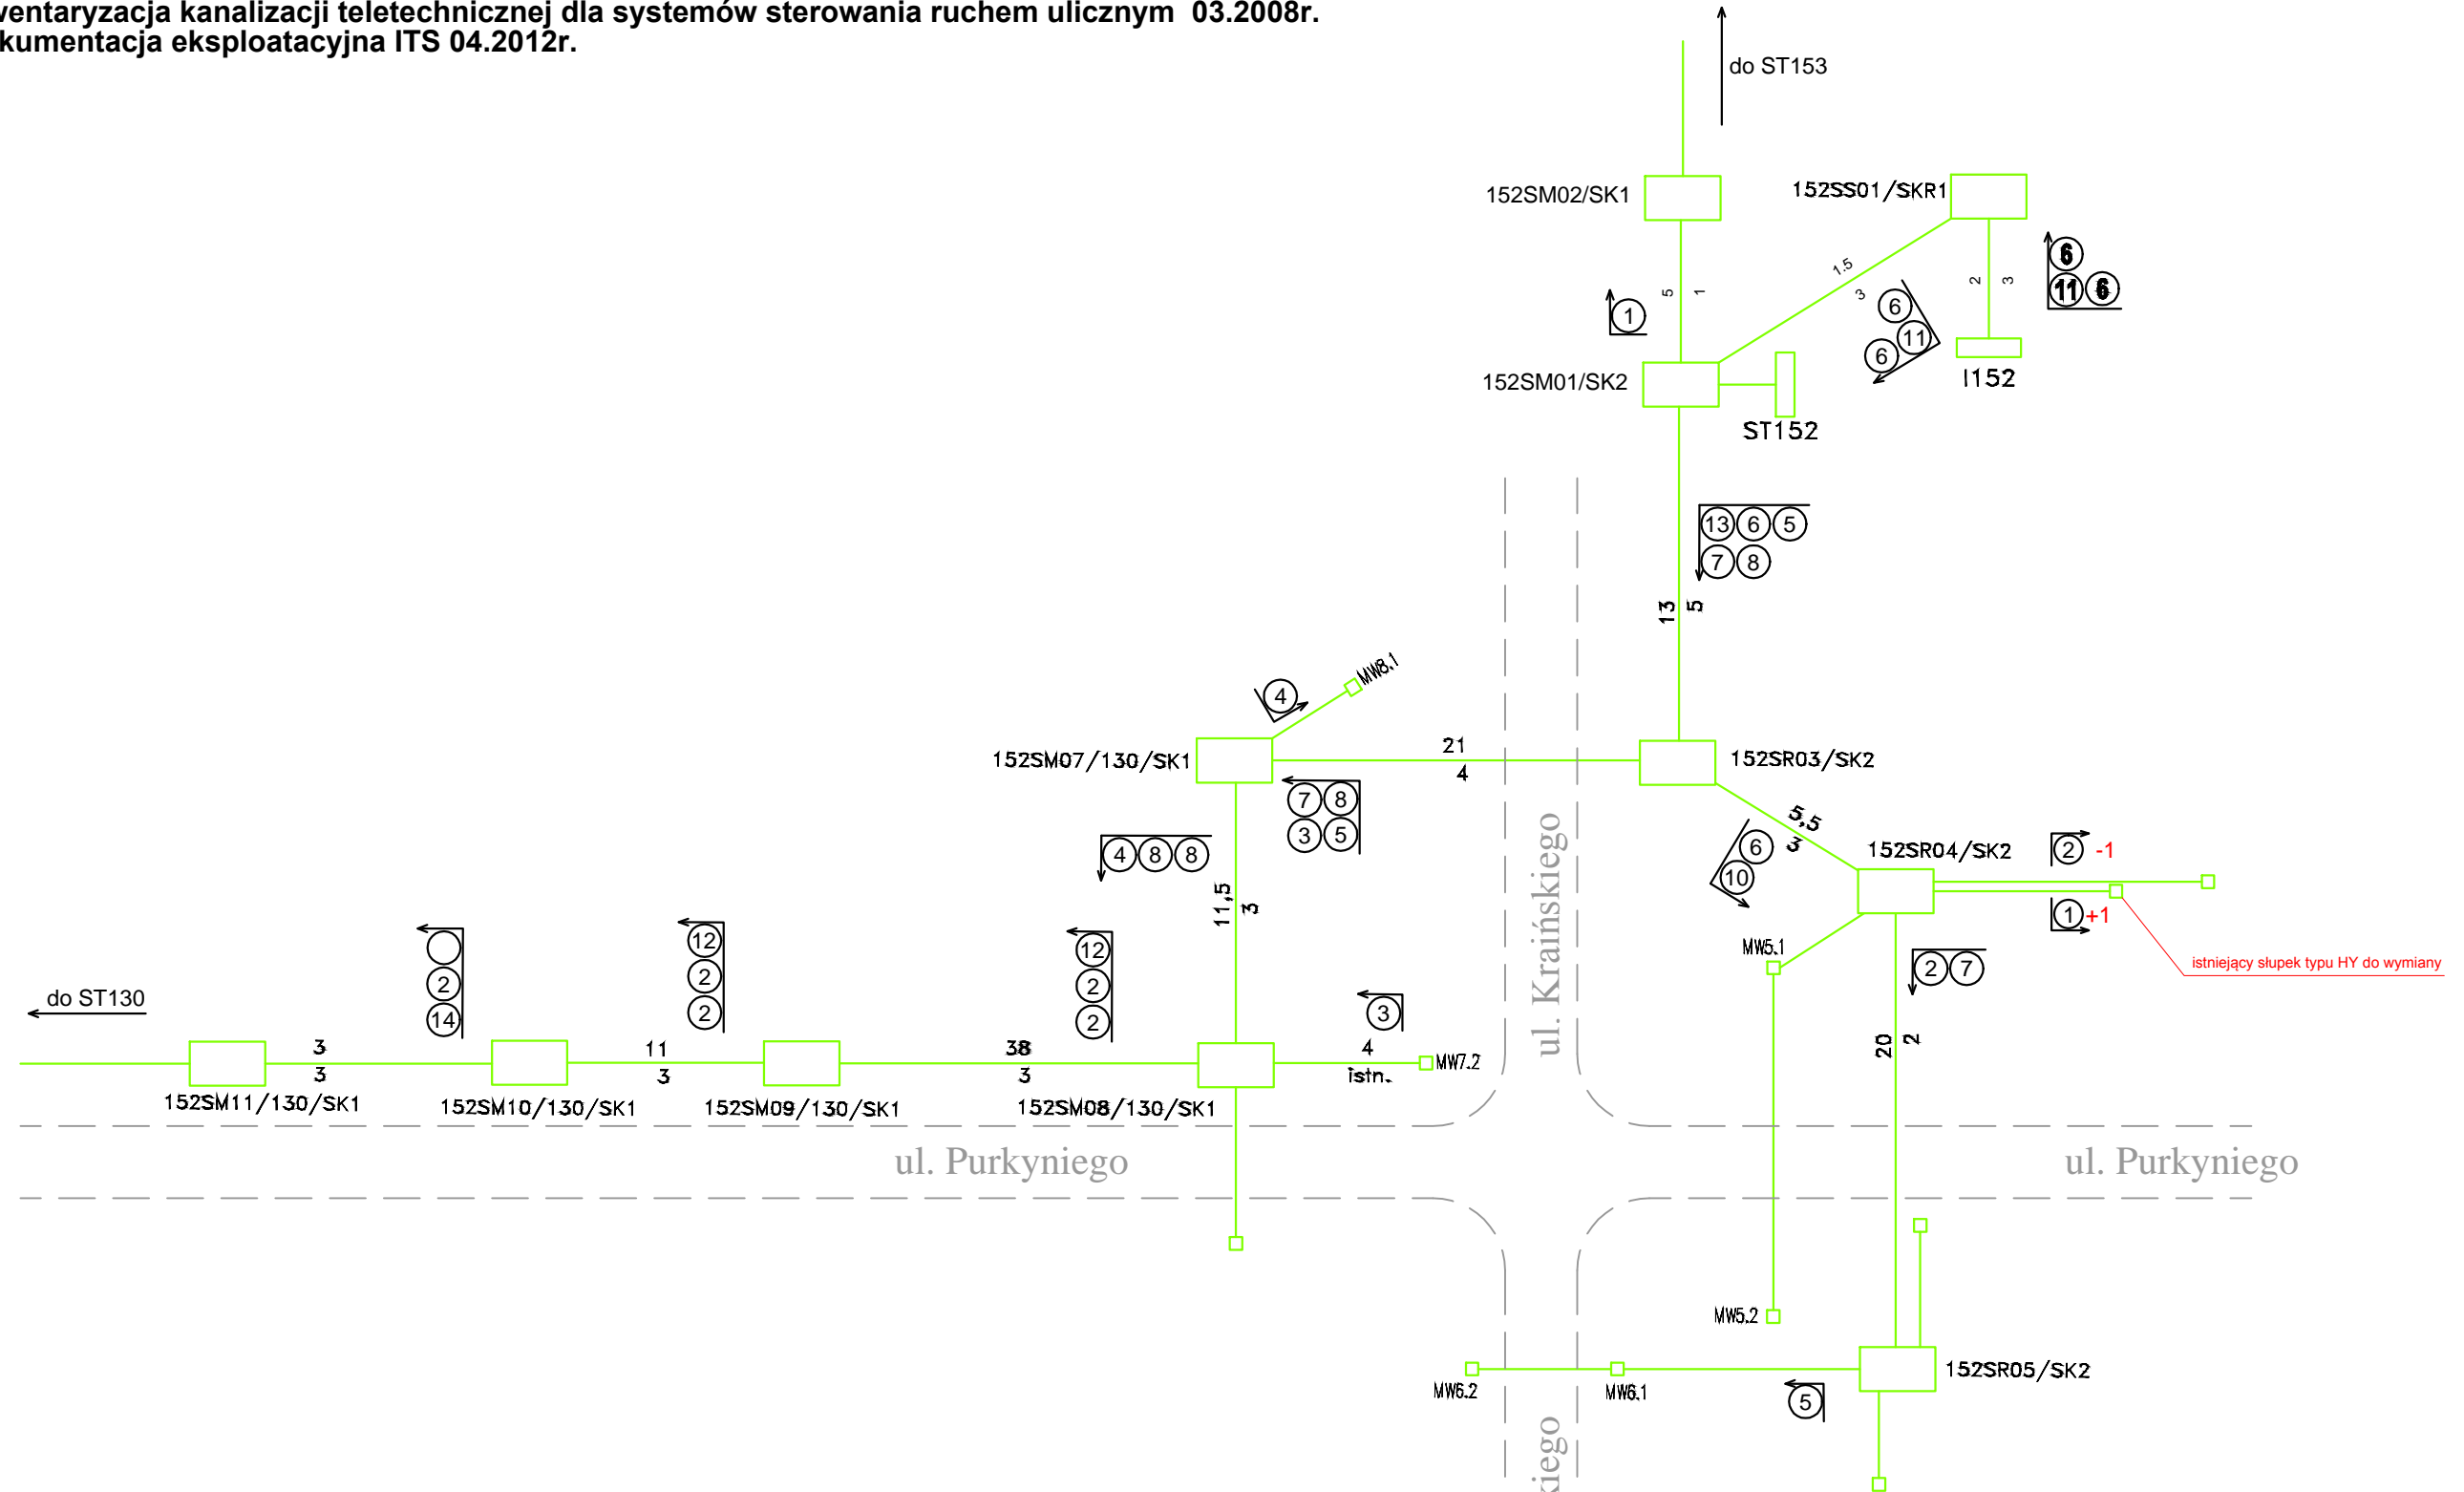 wentaryzacja kanalizacji teletechnicznej dla systemów sterowania ruchem ulicznym 03.2008r.
kumentacja eksploatacyjna ITS 04.2012r.
do ST153
152SM02/SK1
152SS01/SKR1
6
11 6
1.5
3
2
3
5
1
1
6
11
6
152SM01/SK2
I152
ST152
13 6 5
7 8
13
5
MW8.1
4
21
4
152SM07/130/SK1
152SR03/SK2
7 8
3 5
5,5
3
6
10
4 8 8
152SR04/SK2
2 -1
1 +1
11,5
3
ul. Kraińskiego
MW5.1
2 7
istniejący słupek typu HY do wymiany
2
14
12
2
2
12
2
2
3
do ST130
3
3
11
3
38
3
4
istn.
MW7.2
20
2
152SM11/130/SK1
152SM10/130/SK1
152SM09/130/SK1
152SM08/130/SK1
ul. Purkyniego
ul. Purkyniego
MW5.2
152SR05/SK2
MW6.2
MW6.1
5
kiego